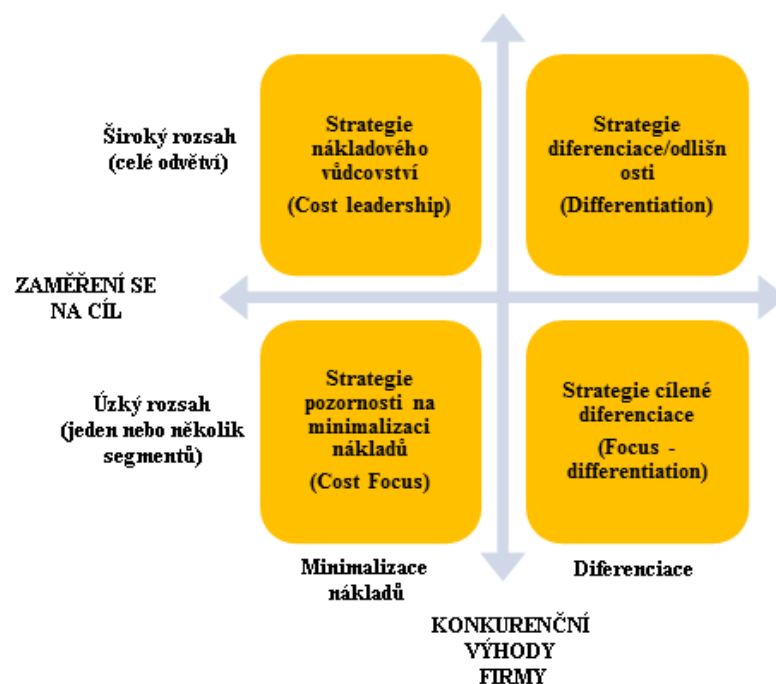 Široký rozsah
(celé odvětví)
Strategie
nákladového
vůdcovství
(Cost leadership)
Strategie
diferenciace/odlišn
osti
(Differentiation)
ZAMĚŘENÍ SE
NA CÍL
Úzký rozsah
(jeden nebo několik
segmentů)
Strategie
pozornosti na
minimalizaci
nákladů
(Cost Focus)
Strategie cílené
diferenciace
(Focus -
differentiation)
Minimalizace
nákladů
Diferenciace
KONKURENČNÍ
VÝHODY
FIRMY